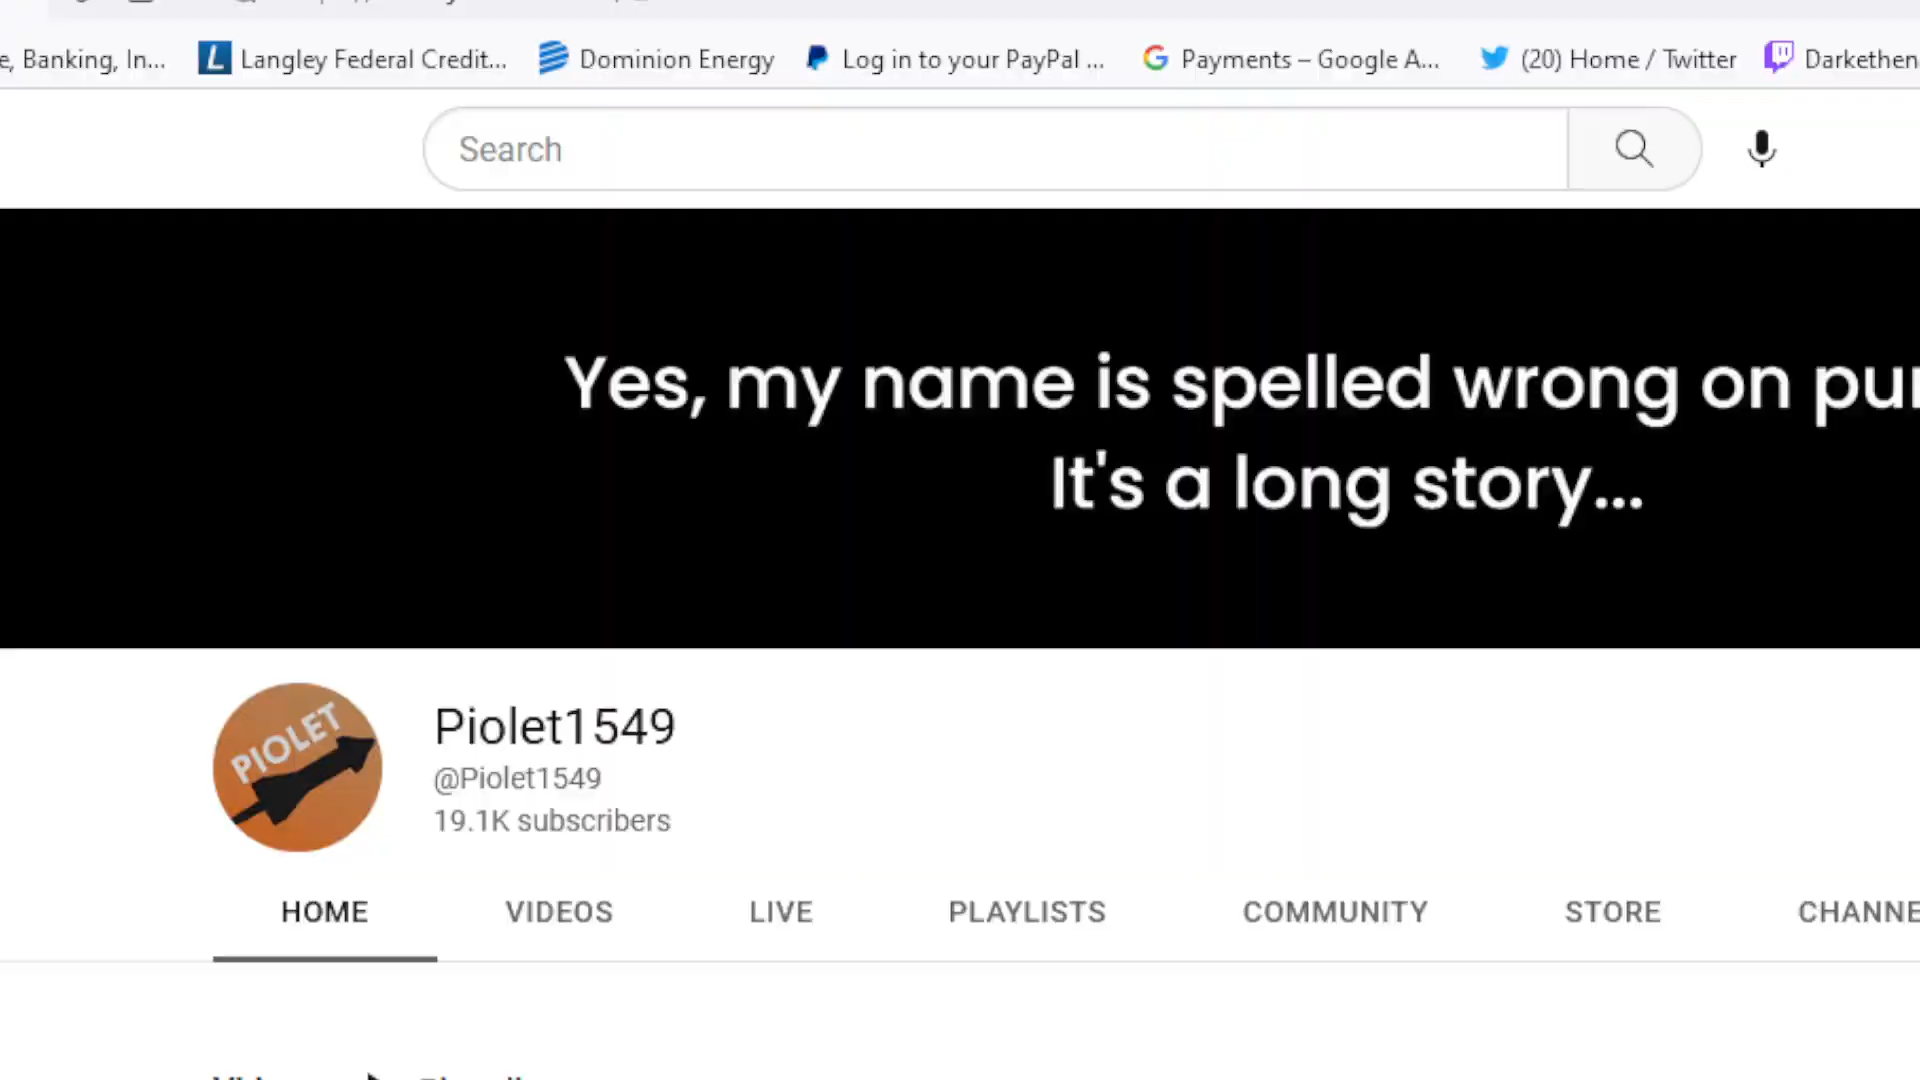 e, Banking, In...
Langley Federal Credit...
Dominion Energy
Log in to your PayPal ...
Payments – Google A...
(20) Home / Twitter
Darkethen
Search
Yes, my name is spelled wrong on pur
It's a long story...
PIOLET
Piolet1549
@Piolet1549
19.1K subscribers
HOME
VIDEOS
LIVE
PLAYLISTS
COMMUNITY
STORE
CHANNE